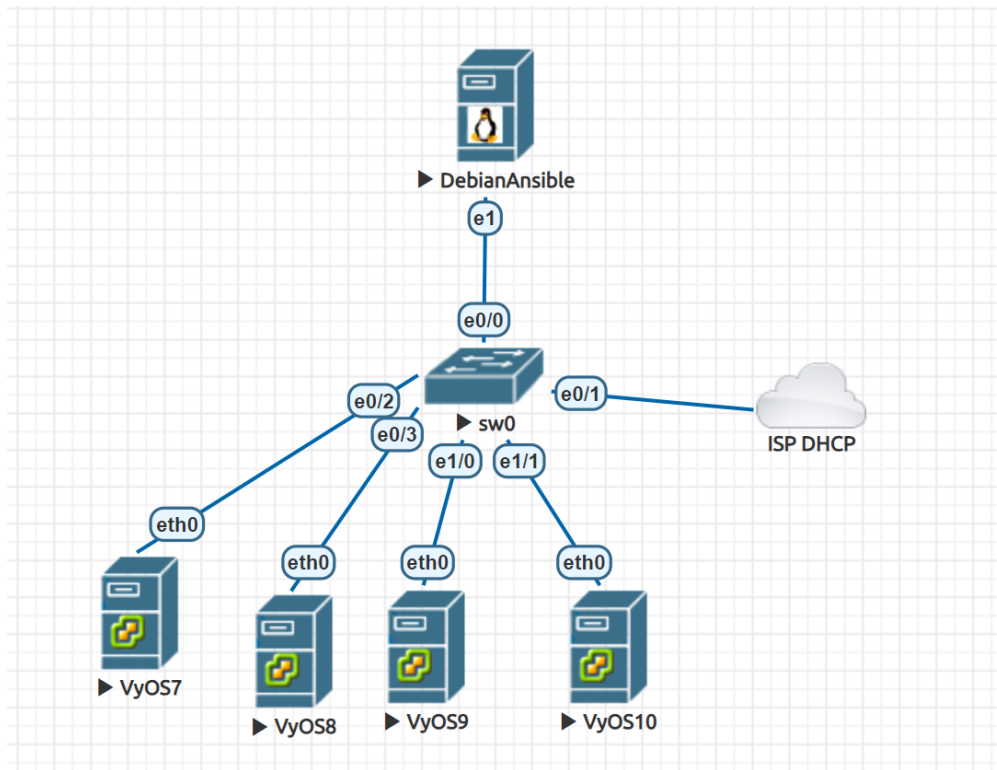 DebianAnsible
e1
e0/0
e0/1
e0/2
sw0
e0/3
ISP DHCP
e1/0
e1/1
eth0
eth0
eth0
eth0
VyOS7
VyOS8
VyOS9
VyOS10